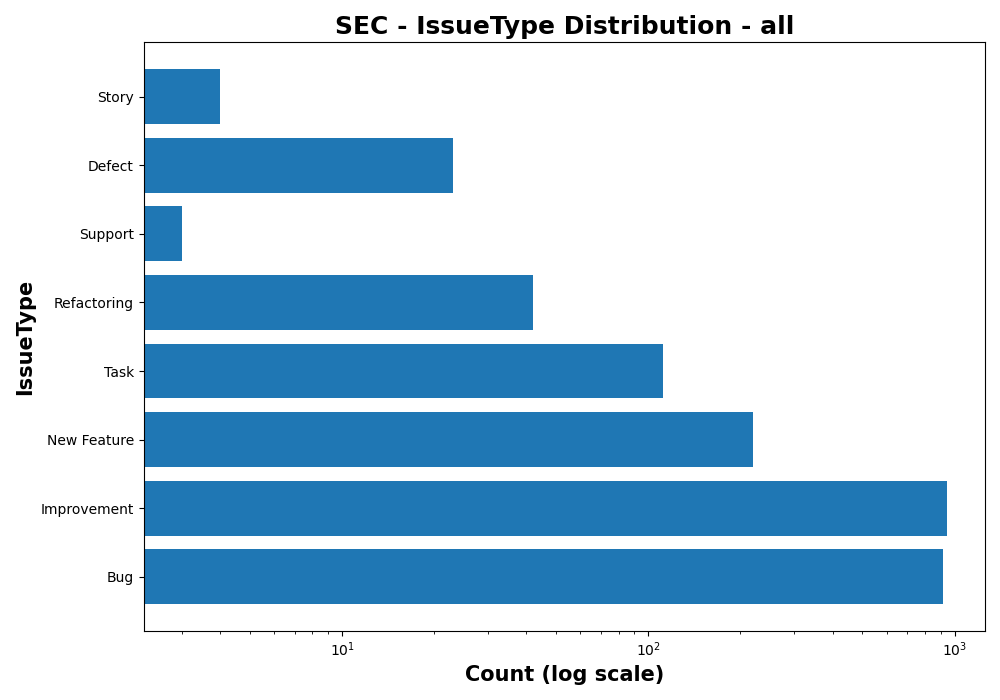 SEC - IssueType Distribution - all
IssueType
Story
Defect
Support
Refactoring
Task
New Feature
Improvement
Bug
10¹ 10² 10³
Count (log scale)